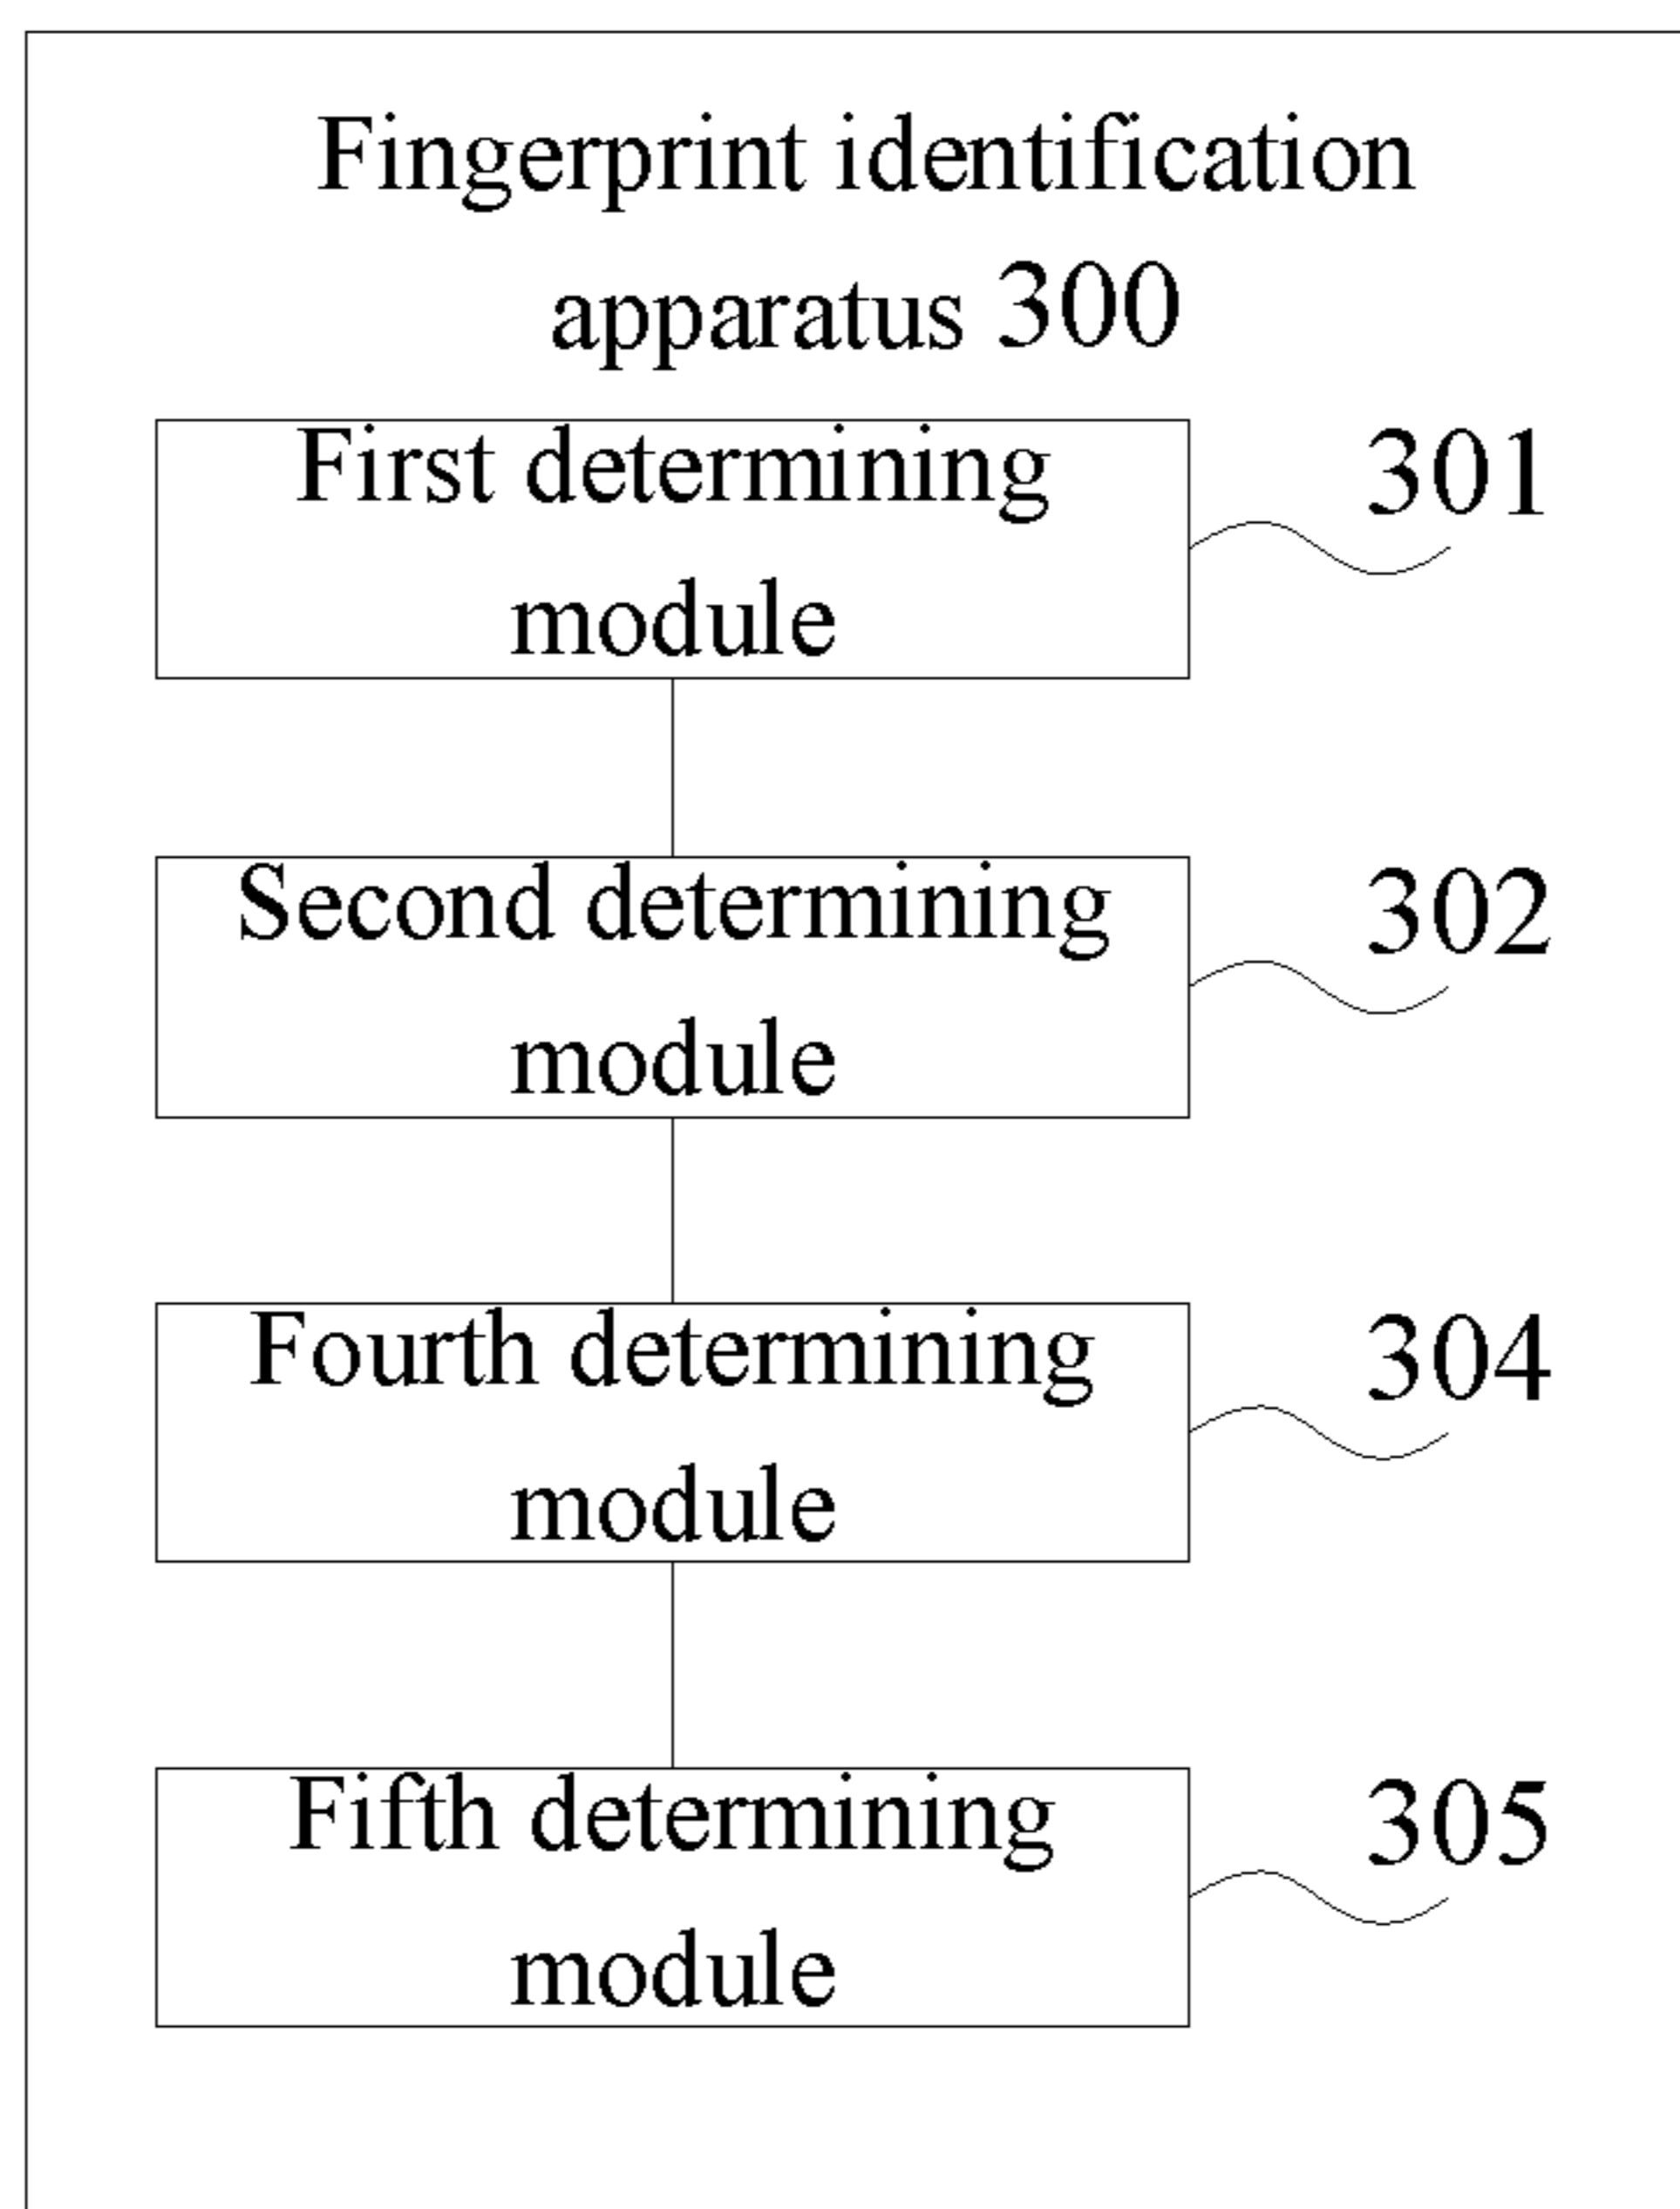 Fingerprint identification
apparatus 300
First determining
module
301
Second determining
module
302
Fourth determining
module
304
Fifth determining
module
305